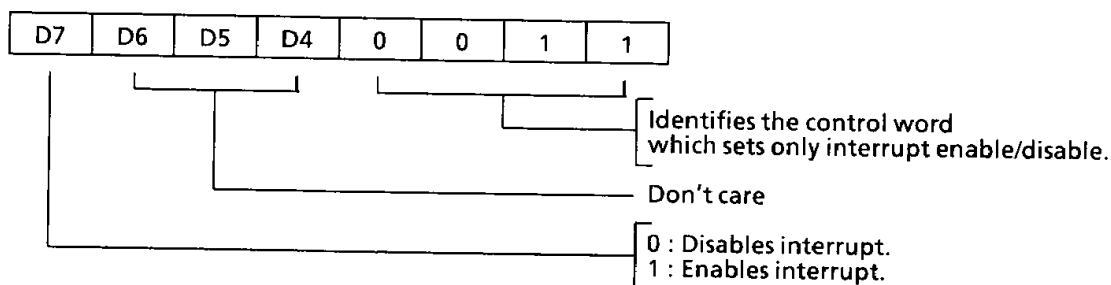 D7 D6 D5 D4 0 0 1 1
Identifies the control word
which sets only interrupt enable/disable.
Don't care
0 : Disables interrupt.
1 : Enables interrupt.